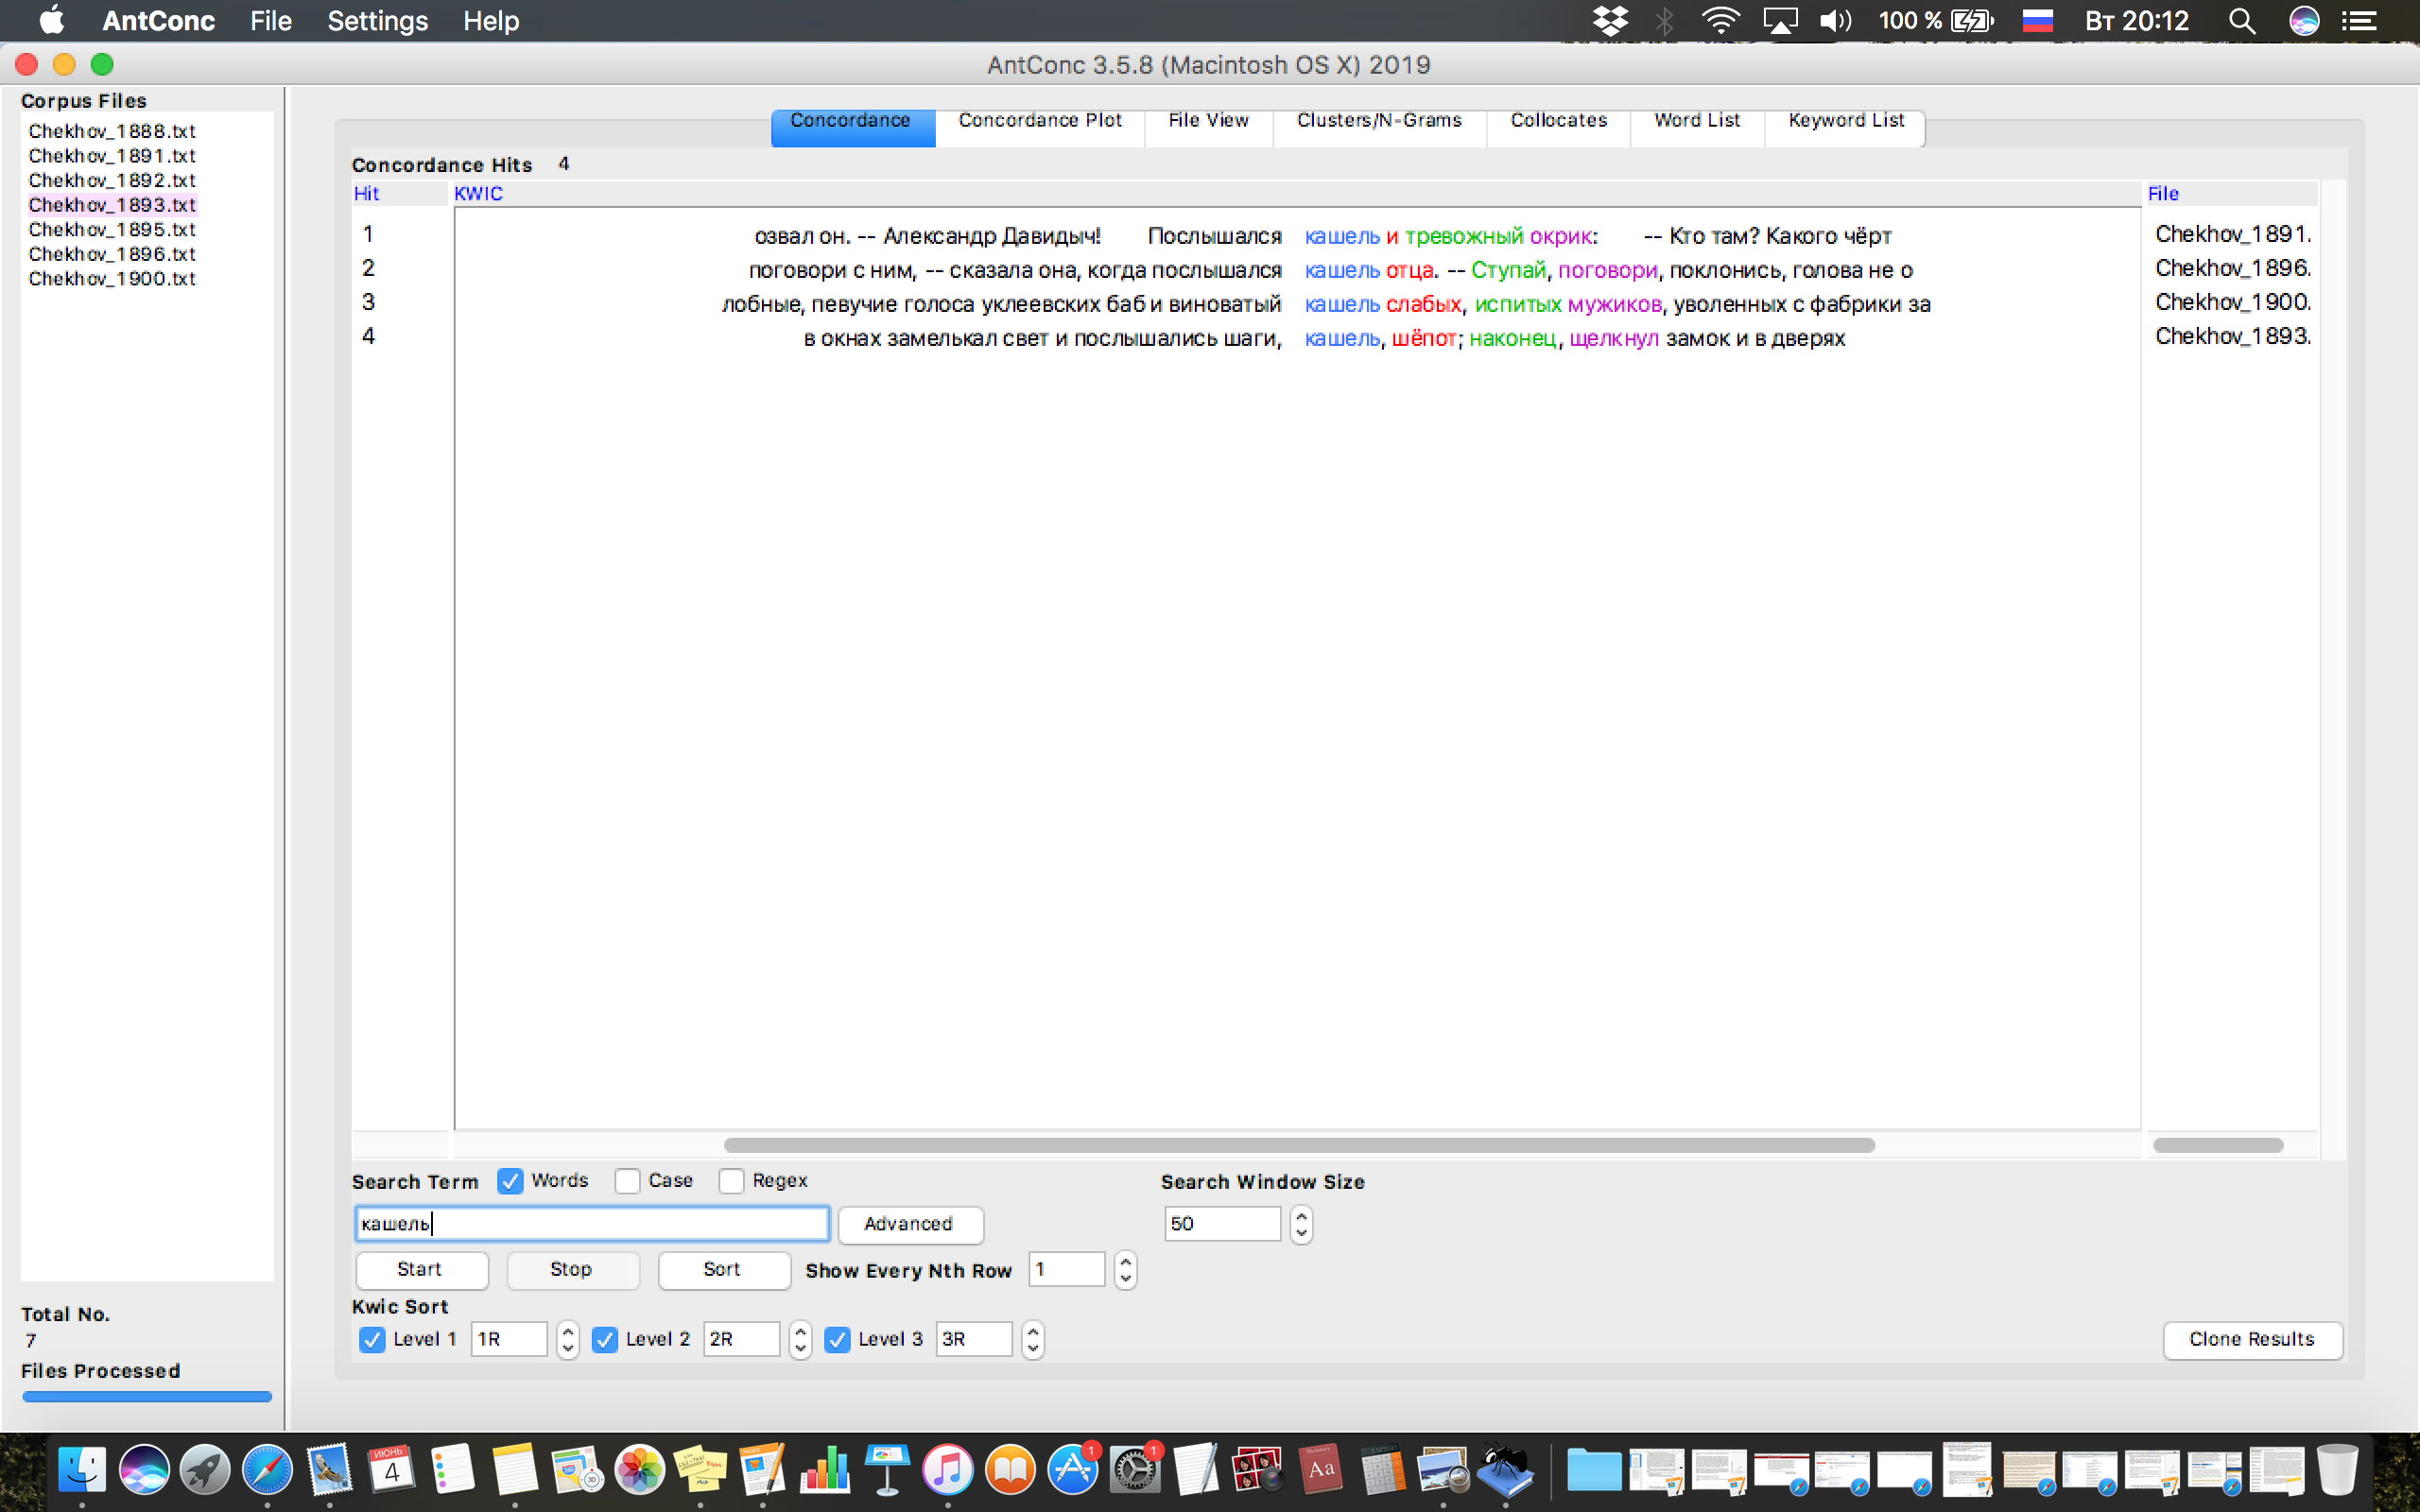 AntConc File Settings Help 100 % Вт 20:12
AntConc 3.5.8 (Macintosh OS X) 2019
Corpus Files
Chekhov_1888.txt
Chekhov_1891.txt
Chekhov_1892.txt
Chekhov_1893.txt
Chekhov_1895.txt
Chekhov_1896.txt
Chekhov_1900.txt
Concordance Concordance Plot File View Clusters/N-Grams Collocates Word List Keyword List
Concordance Hits 4
Hit KWIC File
1 озвал он. -- Александр Давидыч! Послышался кашель и тревожный окрик: -- Кто там? Какого чёрт Chekhov_1891.
2 поговори с ним, -- сказала она, когда послышался кашель отца. -- Ступай, поговори, поклонись, голова не о Chekhov_1896.
3 лобные, певучие голоса уклеевских баб и виноватый кашель слабых, испитых мужиков, уволенных с фабрики за Chekhov_1900.
4 в окнах замелькал свет и послышались шаги, кашель, шёпот; наконец, щелкнул замок и в дверях Chekhov_1893.
Search Term Words Case Regex Search Window Size
кашель Advanced 50
Start Stop Sort Show Every Nth Row 1
Kwic Sort
Level 1 1R Level 2 2R Level 3 3R Clone Results
Total No.
7
Files Processed
ИЮНЬ
4
3D
PAGES
1
1
Dictionary
Aa